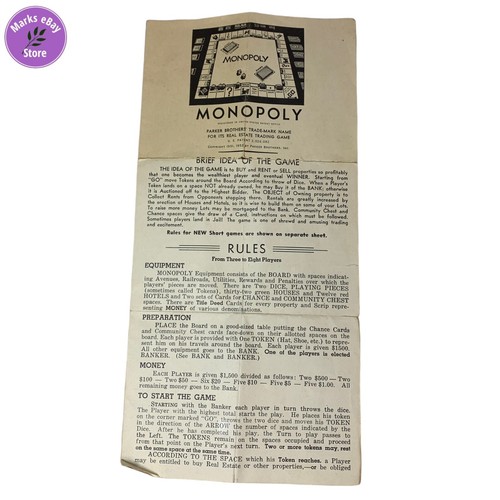 Marks eBay
Store
MONOPOLY
MONOPOLY
PARKER BROTHERS TRADE-MARK NAME
FOR ITS REAL ESTATE TRADING GAME
BRIEF IDEA OF THE GAME
THE IDEA OF THE GAME is to BUY and RENT or SELL properties so profitably
that one becomes the wealthiest player and eventual WINNER. Starting from
"GO" move Tokens around the Board According to throw of Dice. When a Player's
Token lands on a space NOT already owned, he may Buy it of the BANK; otherwise
it is Auctioned off to the Highest Bidder. The OBJECT of Owning property is to
Collect Rents from Opponents stopping there. Rentals are greatly increased by
the erection of Houses and Hotels, so it is wise to build them on some of your Lots.
To raise more money Lots may be mortgaged to the Bank. Community Chest and
Chance spaces give the draw of a Card, instructions on which must be followed.
Sometimes players land in Jail! The game is one of shrewd and amusing trading
and excitement.
Rules for NEW Short games are shown on separate sheet.
RULES
From Three to Eight Players
EQUIPMENT
MONOPOLY Equipment consists of the BOARD with spaces indicat-
ing Avenues, Railroads, Utilities, Rewards and Penalties over which the
players' pieces are moved. There are Two DICE, PLAYING PIECES
(sometimes called Tokens), thirty-two green HOUSES and Twelve red
HOTELS and Two sets of Cards for CHANCE and COMMUNITY CHEST
spaces. There are Title Deed Cards for every property and Scrip repre-
senting MONEY of various denominations.
PREPARATION
PLACE the Board on a good-sized table putting the Chance Cards
and Community Chest cards face-down on their allotted spaces on the
board. Each player is provided with One TOKEN (Hat, Shoe, etc.) to repre-
sent him on his travels around the board. Each player is given $1500.
All other equipment goes to the BANK. One of the players is elected
BANKER. (See BANK and BANKER.)
MONEY
EACH PLAYER is given $1,500 divided as follows: Two $500 — Two
$100 — Two $50 — Six $20 — Five $10 — Five $5 — Five $1.00. All
remaining money goes to the Bank.
TO START THE GAME
STARTING with the Banker each player in turn throws the dice.
The Player with the highest total starts the play. He places his token
on the corner marked "GO", throws the two dice and moves his TOKEN
in the direction of the ARROW the number of spaces indicated by the
Dice. After he has completed his play, the Turn to play passes to
the Left. The TOKENS remain on the spaces occupied and proceed
from that point on the Player's next turn. Two or more tokens may rest
on the same space at the same time.
ACCORDING TO THE SPACE which his Token reaches, a Player
may be entitled to buy Real Estate or other properties,—or be obliged